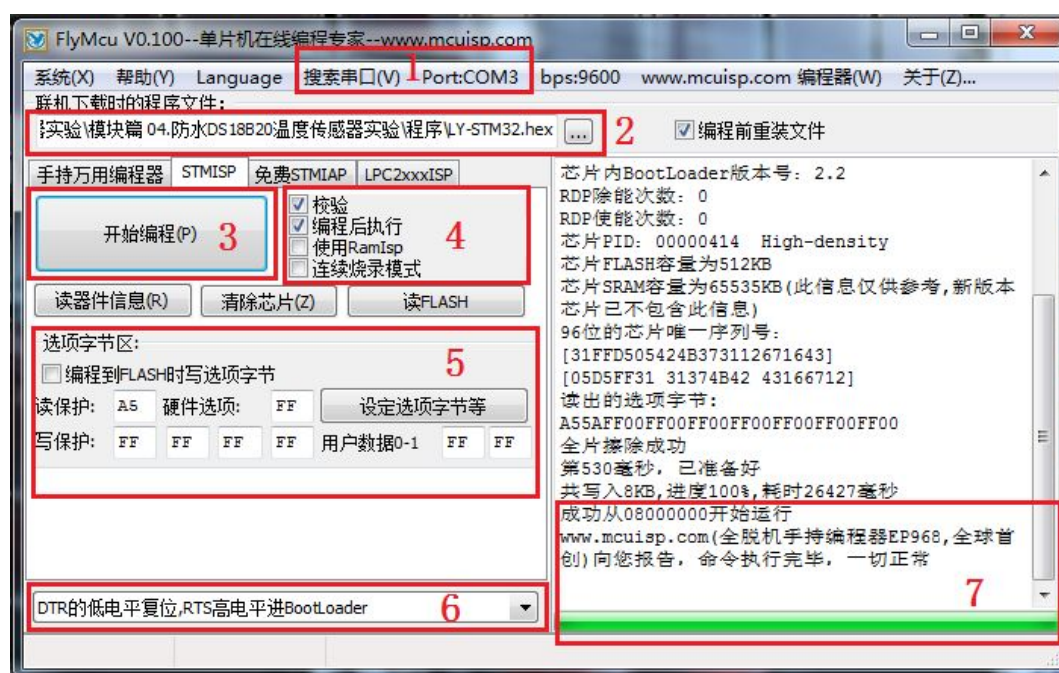 FlyMcu V0.100--单片机在线编程专家--www.mcuisp.com
系统(X) 帮助(Y) Language 搜索串口(V) Port:COM3 bps:9600 www.mcuisp.com 编程器(W) 关于(Z)...
1
联机下载时的程序文件:
实验\模块篇 04.防水DS18B20温度传感器实验\程序\LY-STM32.hex ... 2 编程前重装文件
手持万用编程器 STMISP 免费STMIAP LPC2xxxISP
开始编程(P) 3
校验
编程后执行
使用RamIsp
连续烧录模式
4
读器件信息(R) 清除芯片(Z) 读FLASH
选项字节区:
5
编程到FLASH时写选项字节
读保护: A5 硬件选项: FF 设定选项字节等
写保护: FF FF FF FF 用户数据0-1 FF FF
DTR的低电平复位,RTS高电平进BootLoader 6
芯片内BootLoader版本号: 2.2
RDP除能次数: 0
RDP使能次数: 0
芯片PID: 00000414 High-density
芯片FLASH容量为512KB
芯片SRAM容量为65535KB(此信息仅供参考,新版本
芯片已不包含此信息)
96位的芯片唯一序列号:
[31FFD505424B373112671643]
[05D5FF31 31374B42 43166712]
读出的选项字节:
A55AFF00FF00FF00FF00FF00FF00FF00
全片擦除成功
第530毫秒, 已准备好
共写入8KB,进度100%,耗时26427毫秒
成功从08000000开始运行
www.mcuisp.com(全脱机手持编程器EP968,全球首
创)向您报告, 命令执行完毕, 一切正常
7